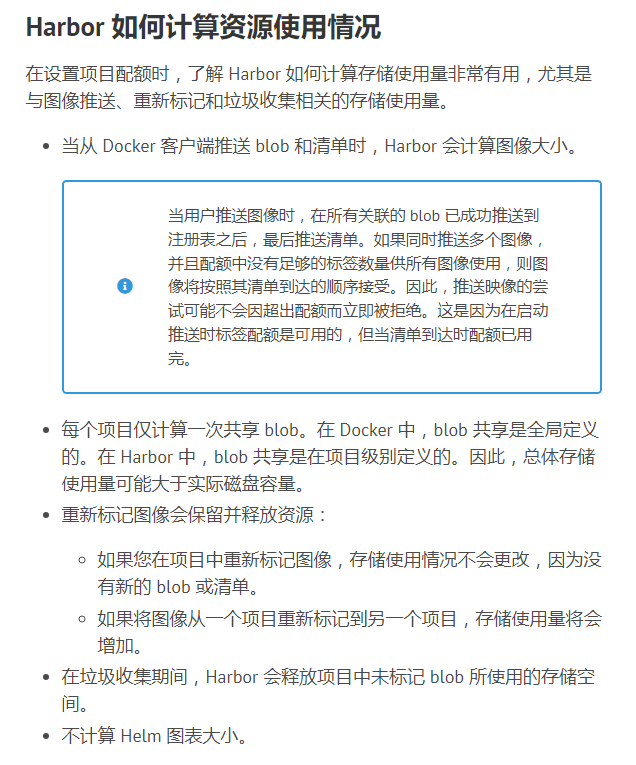 Harbor 如何计算资源使用情况
在设置项目配额时，了解 Harbor 如何计算存储使用量非常有用，尤其是
与图像推送、重新标记和垃圾收集相关的存储使用量。
当从 Docker 客户端推送 blob 和清单时，Harbor 会计算图像大小。
当用户推送图像时，在所有关联的 blob 已成功推送到
注册表之后，最后推送清单。如果同时推送多个图像，
并且配额中没有足够的标签数量供所有图像使用，则图
像将按照其清单到达的顺序接受。因此，推送映像的尝
试可能不会因超出配额而立即被拒绝。这是因为在启动
推送时标签配额是可用的，但当清单到达时配额已用
完。
每个项目仅计算一次共享 blob。在 Docker 中，blob 共享是全局定义
的。在 Harbor 中，blob 共享是在项目级别定义的。因此，总体存储
使用量可能大于实际磁盘容量。
重新标记图像会保留并释放资源：
如果您在项目中重新标记图像，存储使用情况不会更改，因为没
有新的 blob 或清单。
如果将图像从一个项目重新标记到另一个项目，存储使用量将会
增加。
在垃圾收集期间，Harbor 会释放项目中未标记 blob 所使用的存储空
间。
不计算 Helm 图表大小。